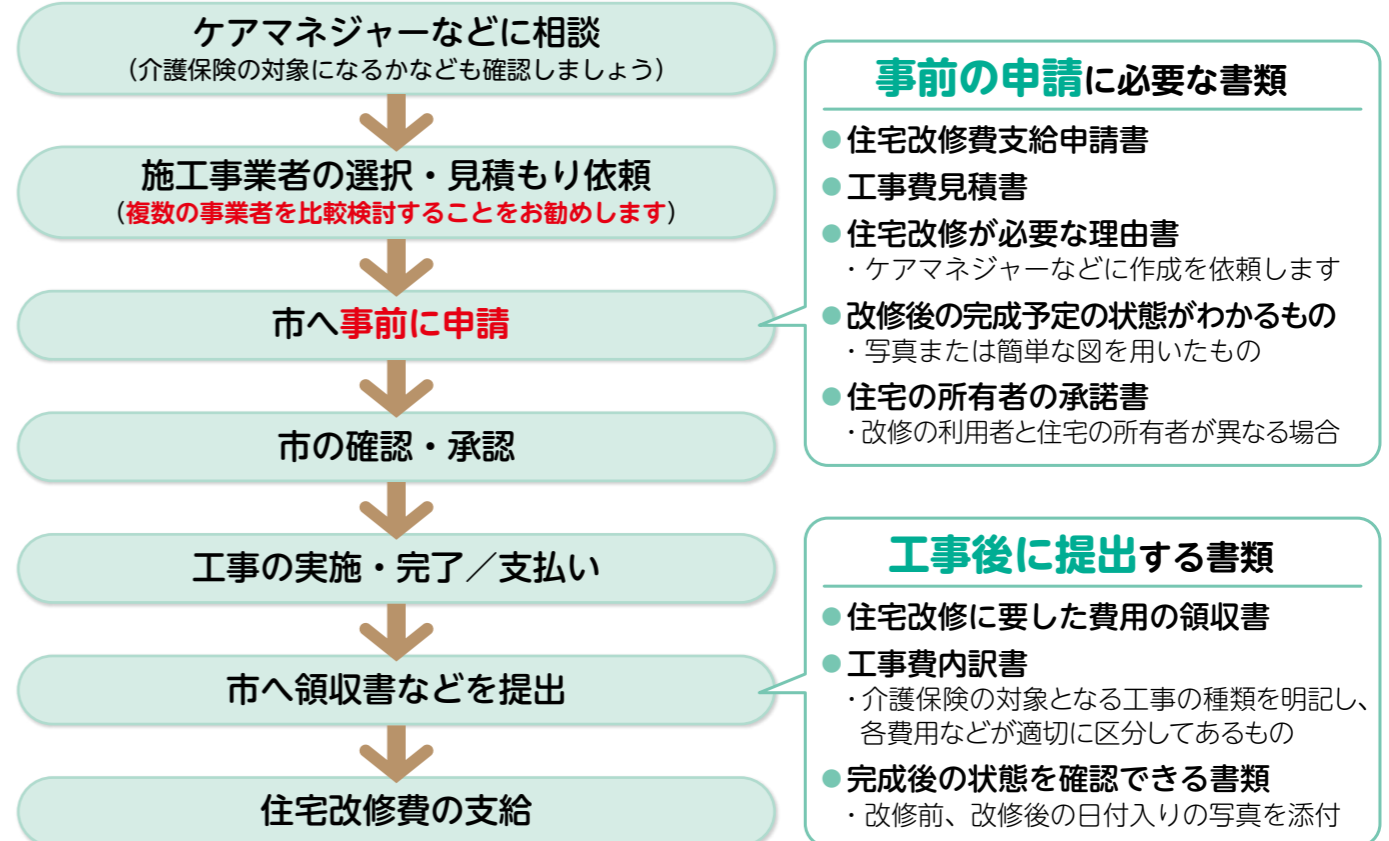 ケアマネジャーなどに相談
（介護保険の対象になるかなども確認しましょう）
施工事業者の選択・見積もり依頼
（複数の事業者を比較検討することをお勧めします）
市へ事前に申請
市の確認・承認
工事の実施・完了／支払い
市へ領収書などを提出
住宅改修費の支給
事前の申請に必要な書類
●住宅改修費支給申請書
●工事費見積書
●住宅改修が必要な理由書
・ケアマネジャーなどに作成を依頼します
●改修後の完成予定の状態がわかるもの
・写真または簡単な図を用いたもの
●住宅の所有者の承諾書
・改修の利用者と住宅の所有者が異なる場合
工事後に提出する書類
●住宅改修に要した費用の領収書
●工事費内訳書
・介護保険の対象となる工事の種類を明記し、
各費用などが適切に区分してあるもの
●完成後の状態を確認できる書類
・改修前、改修後の日付入りの写真を添付